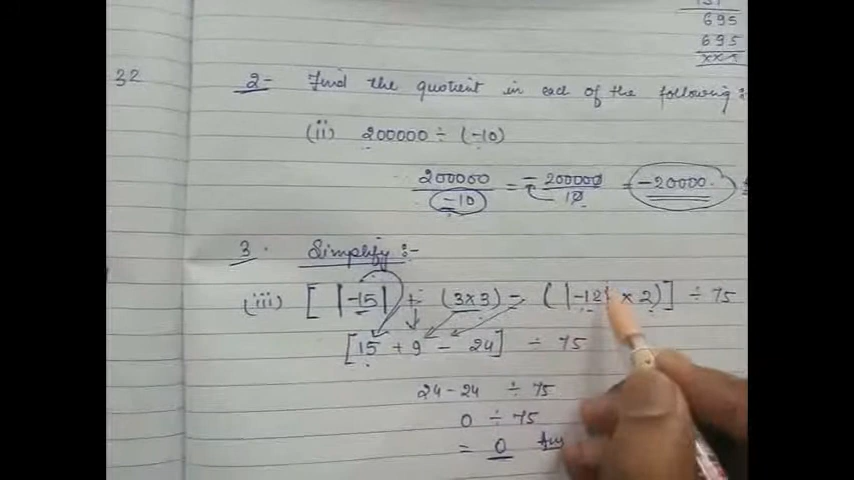 151
695
695
xxx
32
2- Find the quotient in each of the following :
(ii) 200000 ÷ (-10)
200000 / -10 = - 200000 / 10 = -20000.
3. Simplify :-
(iii) [ |-15| + (3×3) - ( |-12| × 2) ] ÷ 75
[15 + 9 - 24] ÷ 75
24 - 24 ÷ 75
0 ÷ 75
= 0 Ans